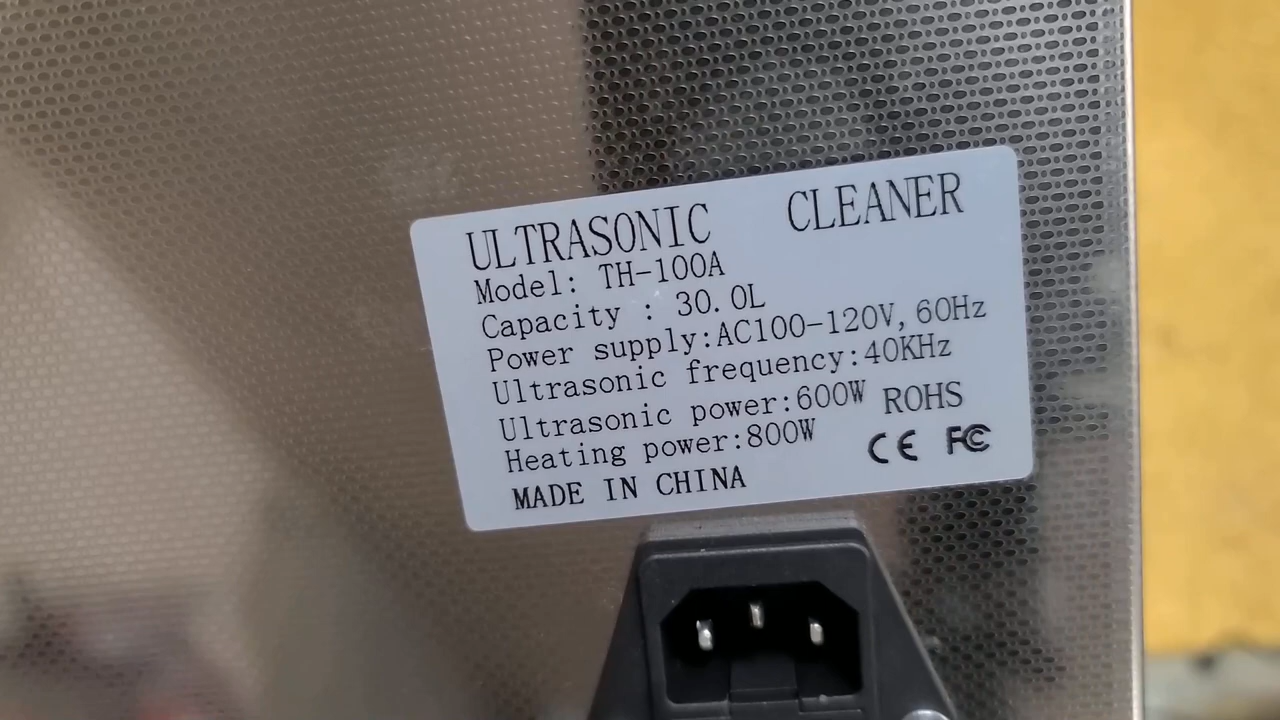 ULTRASONIC CLEANER
Model: TH-100A
Capacity : 30.0L
Power supply:AC100-120V,60Hz
Ultrasonic frequency:40KHz
Ultrasonic power:600W ROHS
Heating power:800W CE FC
MADE IN CHINA